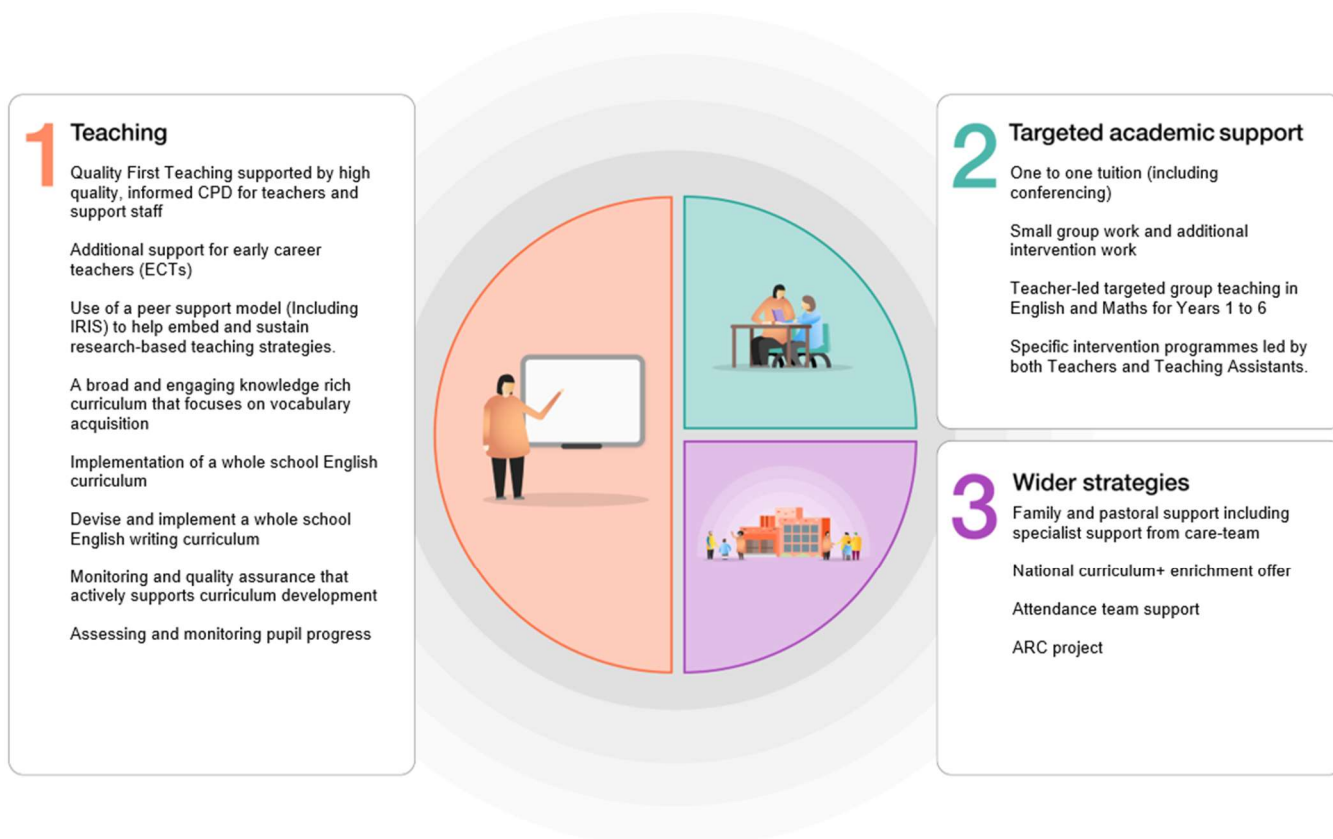 1
Teaching
Quality First Teaching supported by high
quality, informed CPD for teachers and
support staff
Additional support for early career
teachers (ECTs)
Use of a peer support model (Including
IRIS) to help embed and sustain
research-based teaching strategies.
A broad and engaging knowledge rich
curriculum that focuses on vocabulary
acquisition
Implementation of a whole school English
curriculum
Devise and implement a whole school
English writing curriculum
Monitoring and quality assurance that
actively supports curriculum development
Assessing and monitoring pupil progress
2
Targeted academic support
One to one tuition (including
conferencing)
Small group work and additional
intervention work
Teacher-led targeted group teaching in
English and Maths for Years 1 to 6
Specific intervention programmes led by
both Teachers and Teaching Assistants.
3
Wider strategies
Family and pastoral support including
specialist support from care-team
National curriculum+ enrichment offer
Attendance team support
ARC project